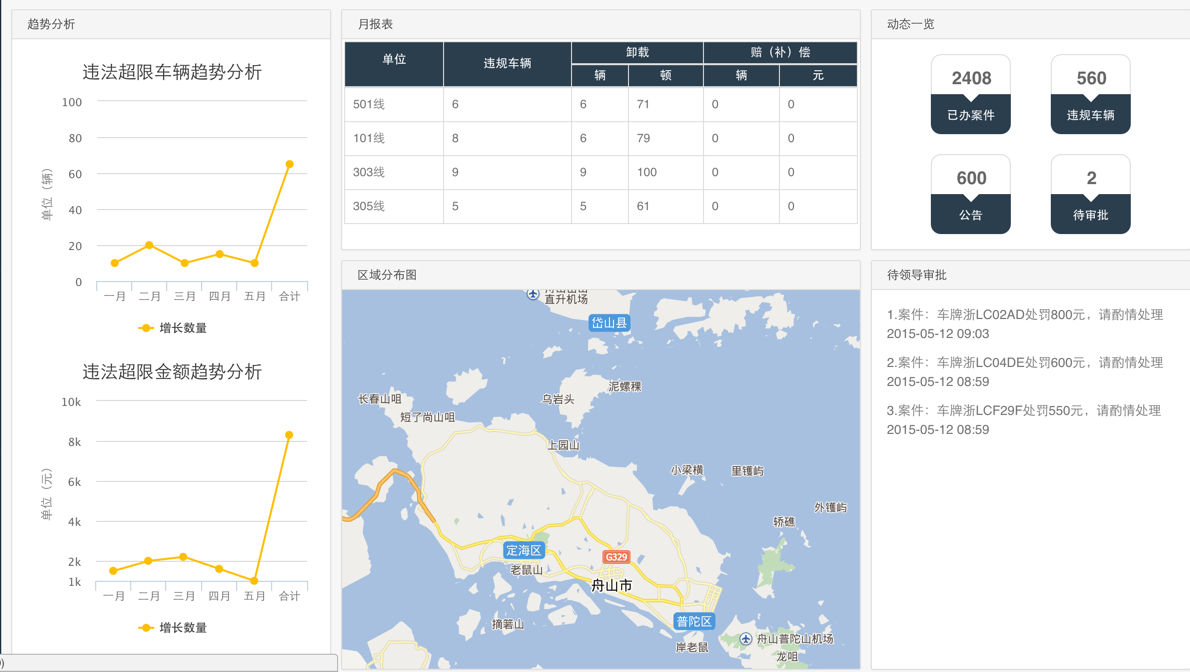 趋势分析
违法超限车辆趋势分析
单位（辆）
100
80
60
40
20
0
一月 二月 三月 四月 五月 合计
增长数量
违法超限金额趋势分析
单位（元）
10k
8k
6k
4k
2k
1k
一月 二月 三月 四月 五月 合计
增长数量
月报表
单位 违规车辆 卸载 赔（补）偿
辆 顿 辆 元
501线 6 6 71 0 0
101线 8 6 79 0 0
303线 9 9 100 0 0
305线 5 5 61 0 0
区域分布图
直升机场
岱山县
泥螺稞
长春山咀
乌岩头
短了尚山咀
上园山
小梁横
里镬屿
外镬屿
轿礁
定海区
G329
老鼠山
舟山市
摘箬山
普陀区
舟山普陀山机场
岸老鼠
龙咀
动态一览
2408
已办案件
560
违规车辆
600
公告
2
待审批
待领导审批
1.案件：车牌浙LC02AD处罚800元，请酌情处理
2015-05-12 09:03
2.案件：车牌浙LC04DE处罚600元，请酌情处理
2015-05-12 08:59
3.案件：车牌浙LCF29F处罚550元，请酌情处理
2015-05-12 08:59